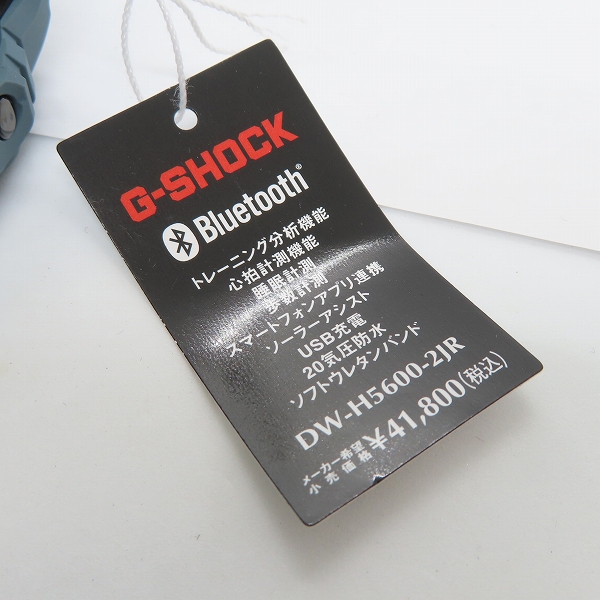 G-SHOCK
Bluetooth®
トレーニング分析機能
心拍計測機能
睡眠計測
歩数計測
スマートフォンアプリ連携
ソーラーアシスト
USB充電
20気圧防水
ソフトウレタンバンド
DW-H5600-2JR
メーカー希望小売価格 ¥41,800(税込)